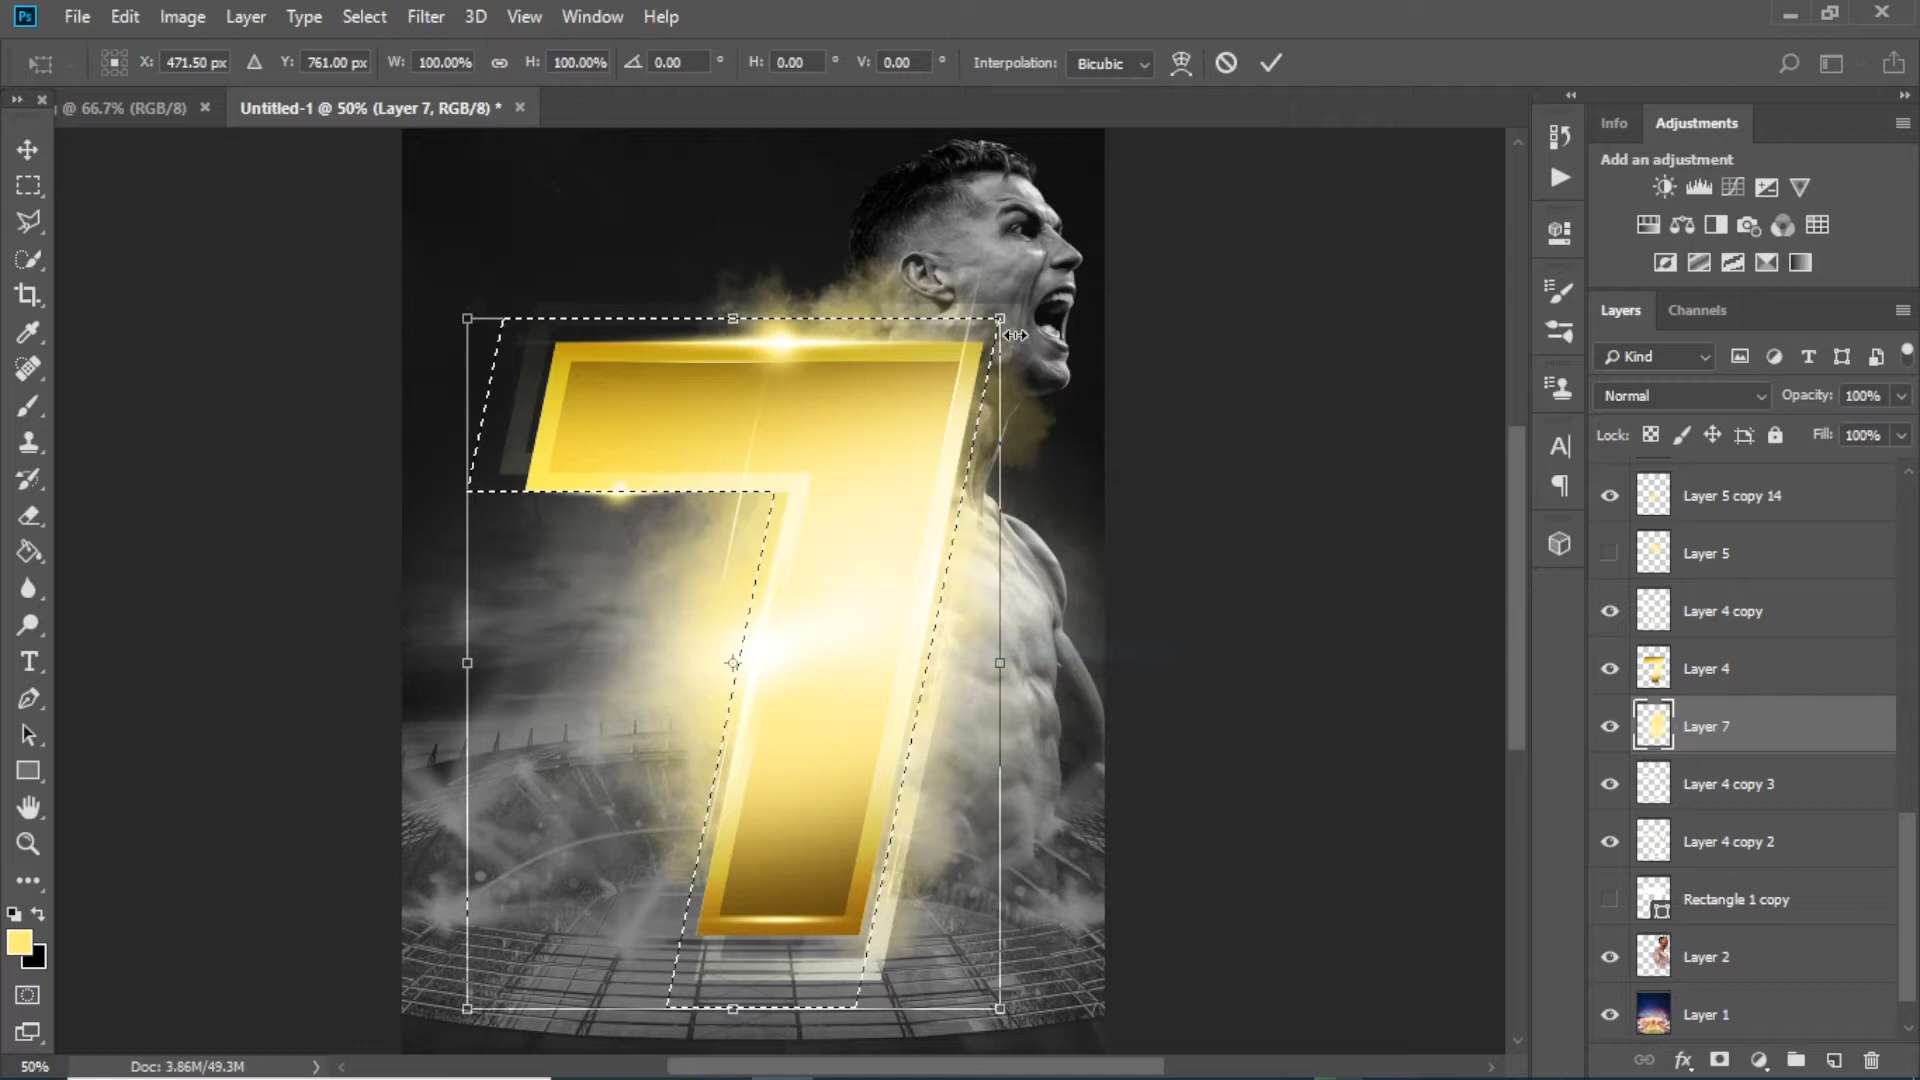 Ps File Edit Image Layer Type Select Filter 3D View Window Help
X: 471.50 px Y: 761.00 px W: 100.00% H: 100.00% 0.00 ° H: 0.00 ° V: 0.00 ° Interpolation: Bicubic
@ 66.7% (RGB/8) × Untitled-1 @ 50% (Layer 7, RGB/8) * ×
Info Adjustments
Add an adjustment
Layers Channels
Kind
Normal Opacity: 100%
Lock: Fill: 100%
Layer 5 copy 14
Layer 5
Layer 4 copy
Layer 4
Layer 7
Layer 4 copy 3
Layer 4 copy 2
Rectangle 1 copy
Layer 2
Layer 1
7
50% Doc: 3.86M/49.3M